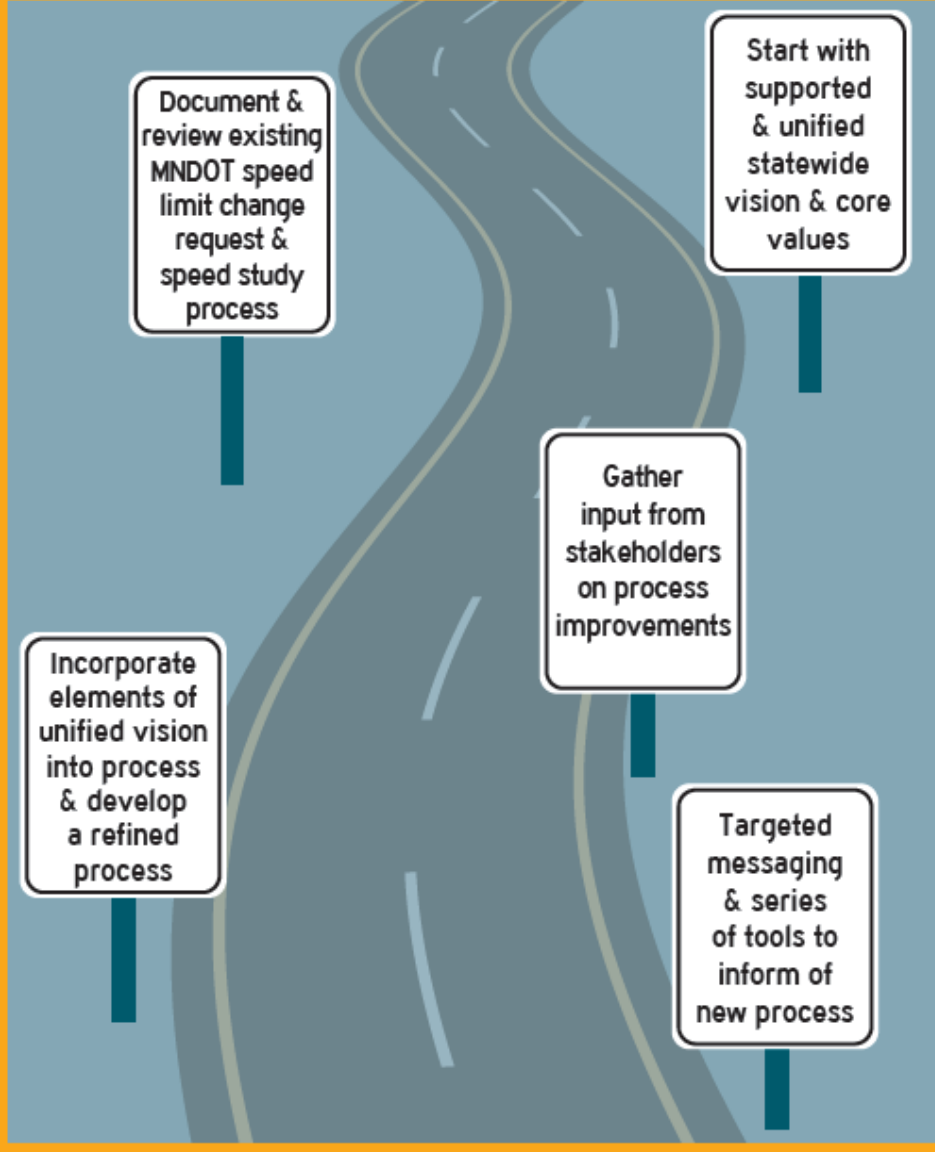 Start with
supported
& unified
statewide
vision & core
values
Document &
review existing
MNDOT speed
limit change
request &
speed study
process
Gather
input from
stakeholders
on process
improvements
Incorporate
elements of
unified vision
into process
& develop
a refined
process
Targeted
messaging
& series
of tools to
inform of
new process